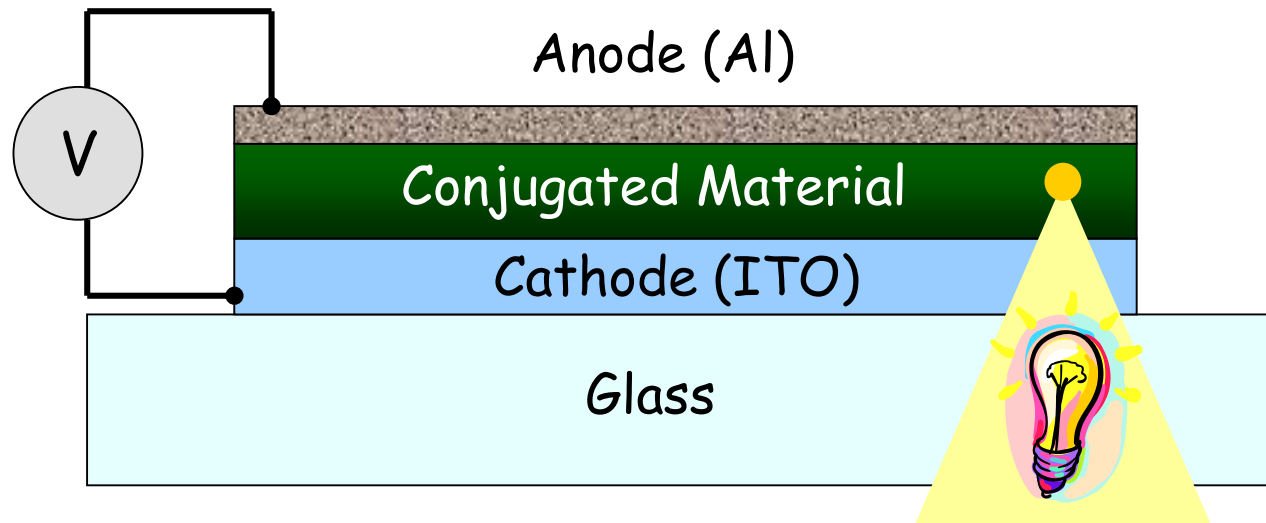 Anode (Al)
V
Conjugated Material
Cathode (ITO)
Glass